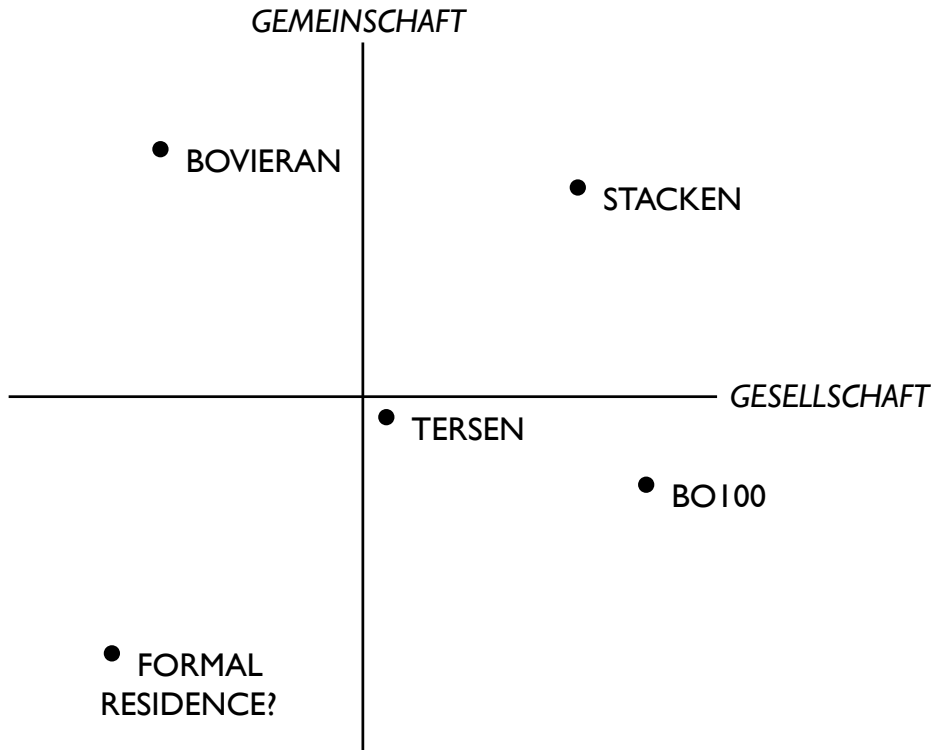 GEMEINSCHAFT
BOVIERAN
STACKEN
GESELLSCHAFT
TERSEN
BO100
FORMAL
RESIDENCE?